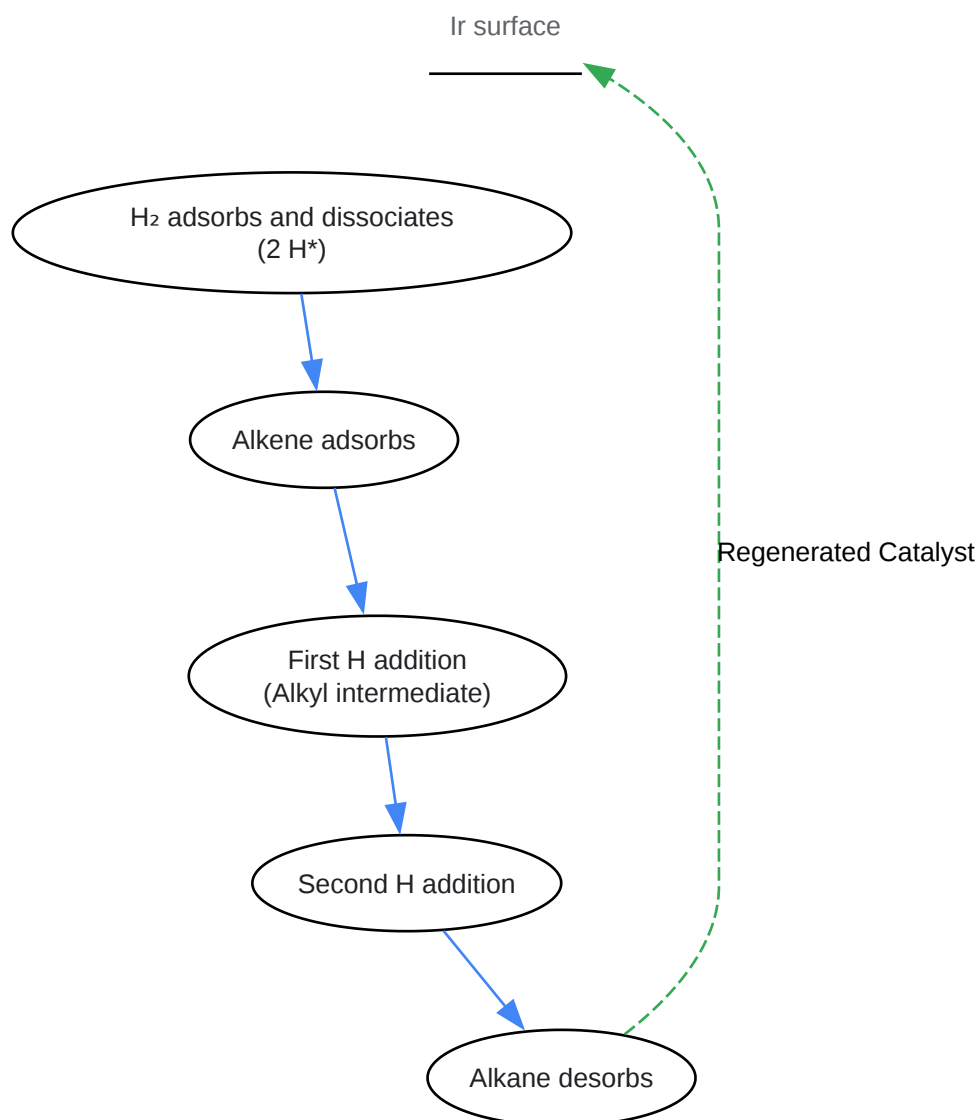 Ir surface
H₂ adsorbs and dissociates
(2 H*)
Alkene adsorbs
Regenerated Catalyst
First H addition
(Alkyl intermediate)
Second H addition
Alkane desorbs